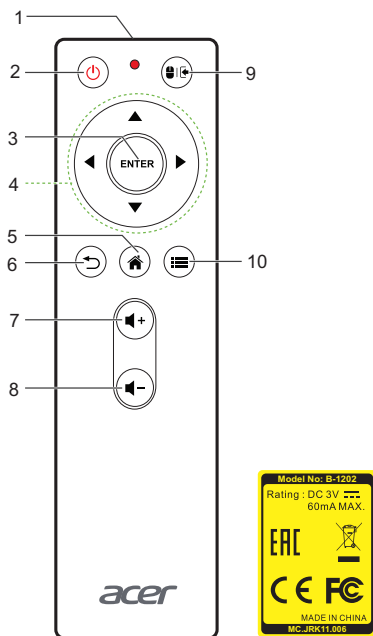 1
2
9
3
ENTER
4
5
6
10
7
+
8
-
acer
Model No: B-1202
Rating : DC 3V
60mA MAX.
EAC
CE FC
MADE IN CHINA
MC.JRK11.006